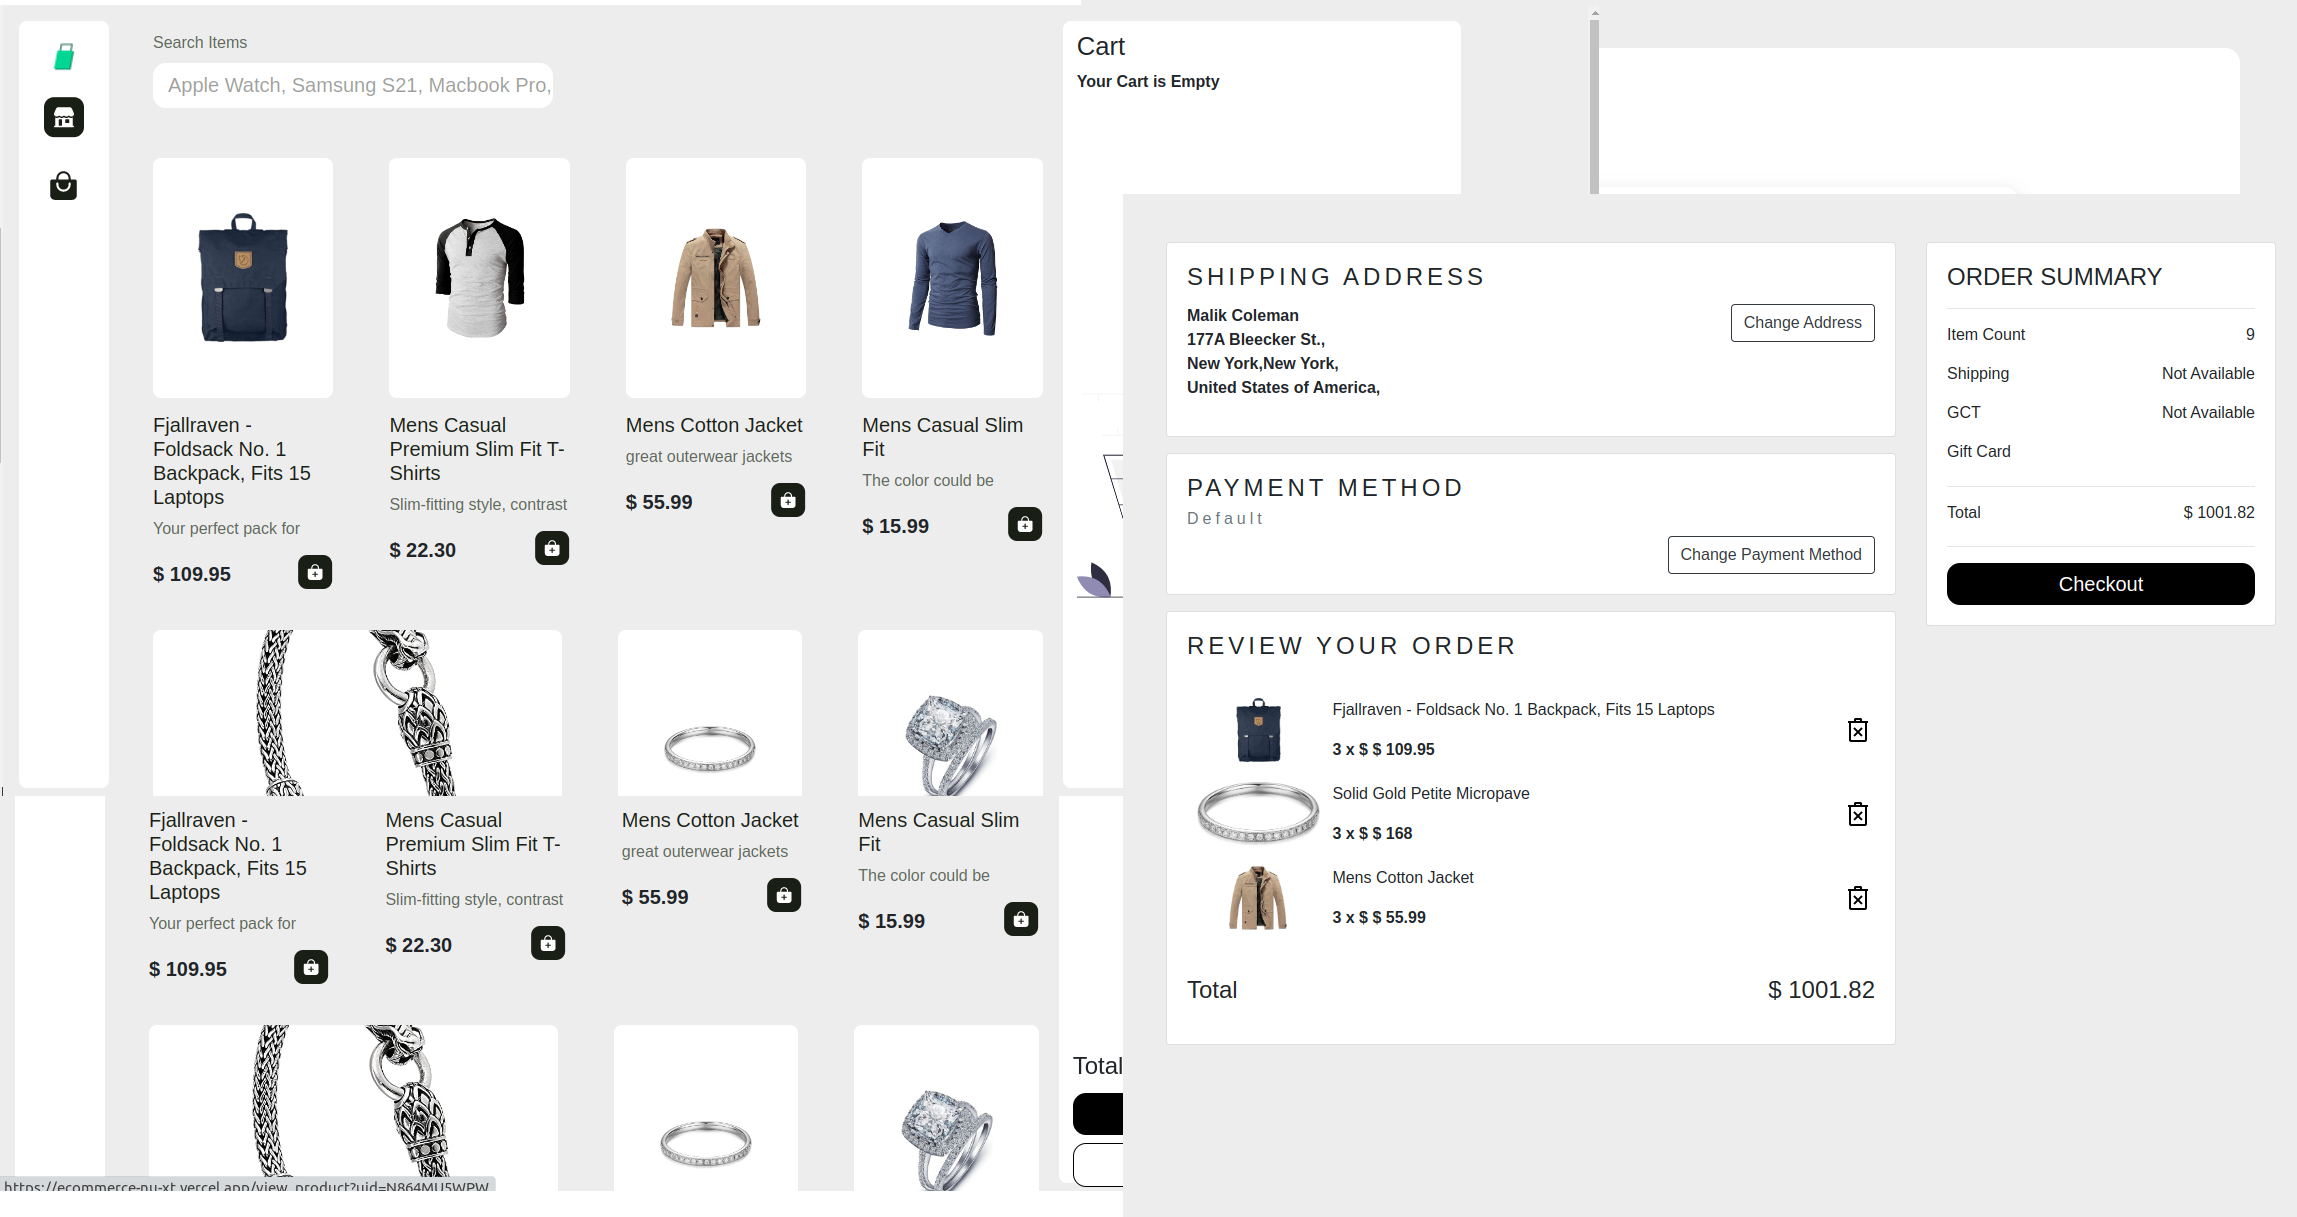 Search Items
Apple Watch, Samsung S21, Macbook Pro,
Cart
Your Cart is Empty
Fjallraven -
Foldsack No. 1
Backpack, Fits 15
Laptops
Your perfect pack for
$ 109.95
Mens Casual
Premium Slim Fit T-
Shirts
Slim-fitting style, contrast
$ 22.30
Mens Cotton Jacket
great outerwear jackets
$ 55.99
Mens Casual Slim
Fit
The color could be
$ 15.99
Fjallraven -
Foldsack No. 1
Backpack, Fits 15
Laptops
Your perfect pack for
$ 109.95
Mens Casual
Premium Slim Fit T-
Shirts
Slim-fitting style, contrast
$ 22.30
Mens Cotton Jacket
great outerwear jackets
$ 55.99
Mens Casual Slim
Fit
The color could be
$ 15.99
Total
https://ecommerce-nu-xt.vercel.app/view_product?uid=N864MU5WPW
SHIPPING ADDRESS
Malik Coleman
177A Bleecker St.,
New York,New York,
United States of America,
Change Address
PAYMENT METHOD
Default
Change Payment Method
REVIEW YOUR ORDER
Fjallraven - Foldsack No. 1 Backpack, Fits 15 Laptops
3 x $ $ 109.95
Solid Gold Petite Micropave
3 x $ $ 168
Mens Cotton Jacket
3 x $ $ 55.99
Total $ 1001.82
ORDER SUMMARY
Item Count 9
Shipping Not Available
GCT Not Available
Gift Card
Total $ 1001.82
Checkout